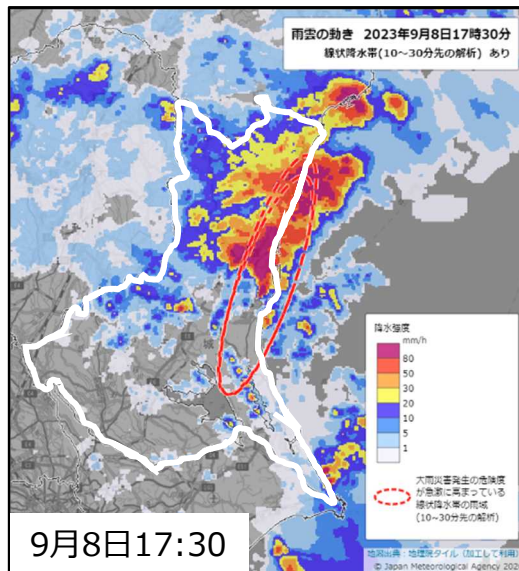 雨雲の動き 2023年9月8日17時30分
線状降水帯(10~30分先の解析) あり
降水強度
mm/h
80
50
30
20
10
5
1
大雨災害発生の危険度
が急激に高まっている
線状降水帯の雨域
(10~30分先の解析)
9月8日17:30
地図出典:地理院タイル(加工して利用)
© Japan Meteorological Agency 202